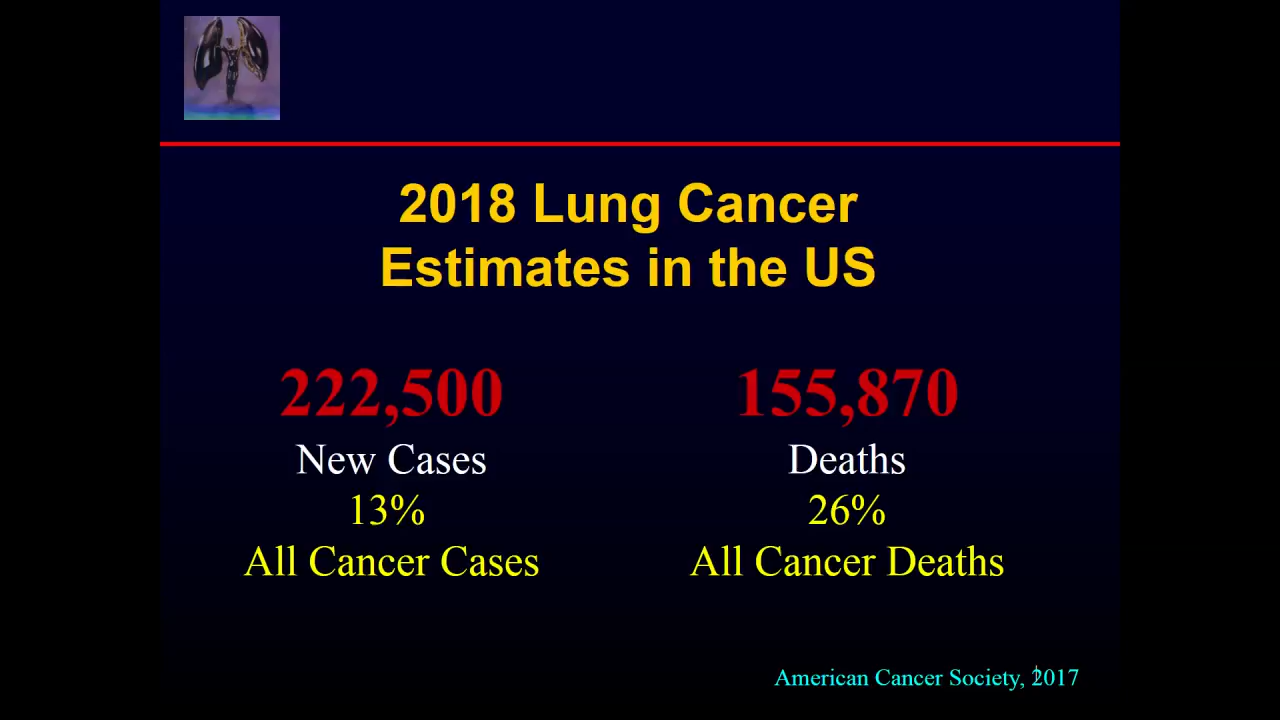 2018 Lung Cancer
Estimates in the US
222,500
New Cases
13%
All Cancer Cases
155,870
Deaths
26%
All Cancer Deaths
American Cancer Society, 2017